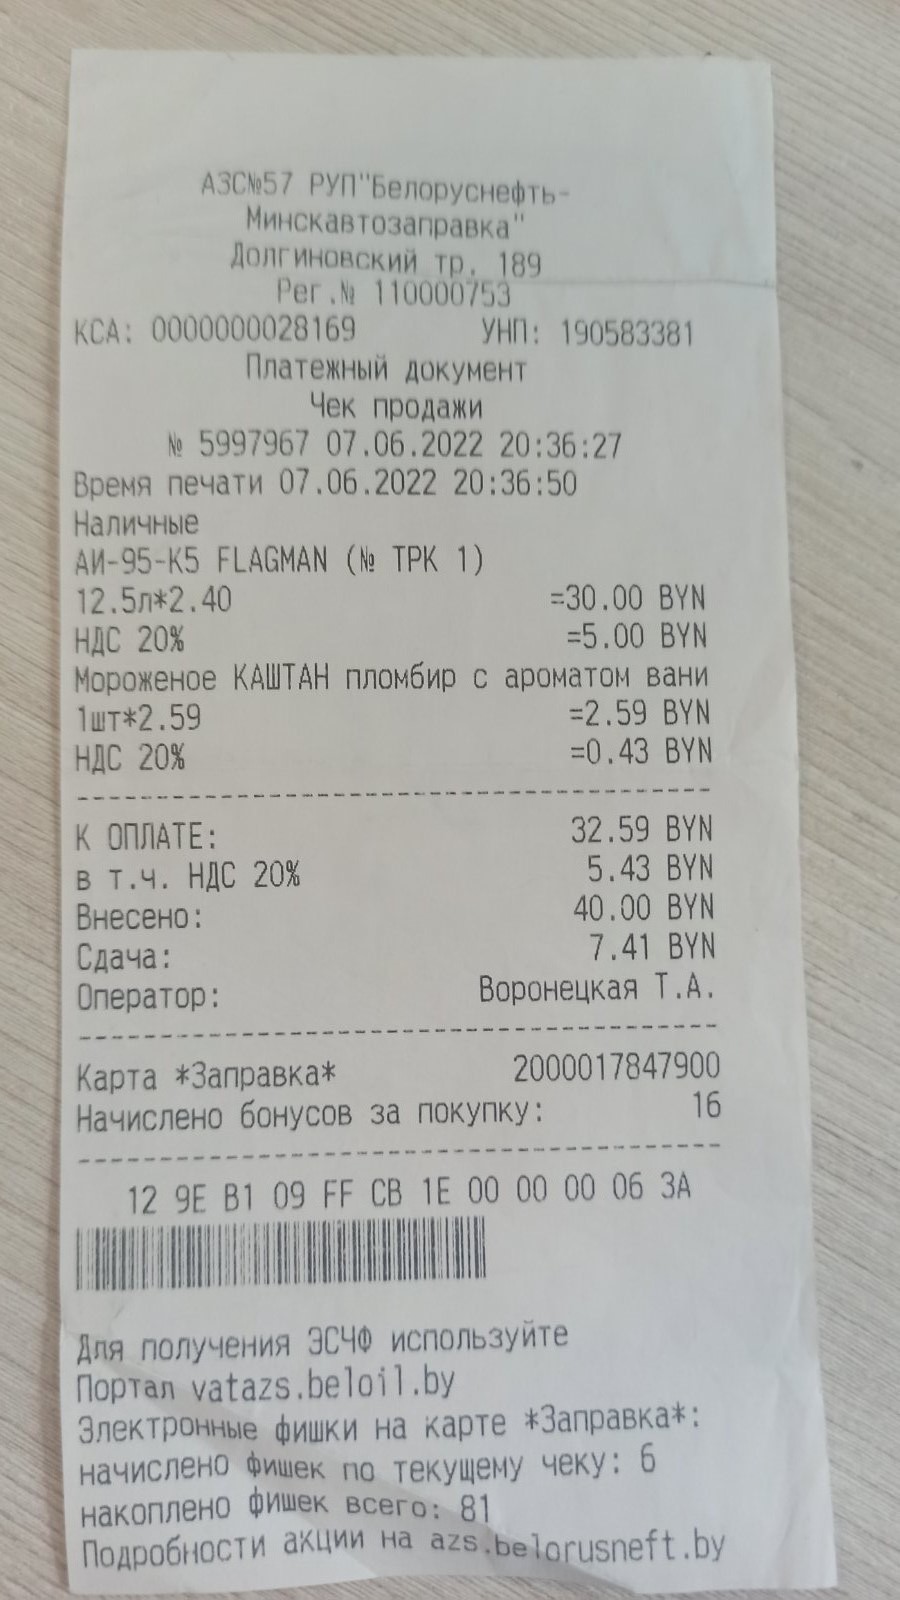 АЗС№57 РУП"Белоруснефть-
Минскавтозаправка"
Долгиновский тр. 189
Рег.№ 110000753
КСА: 0000000028169 УНП: 190583381
Платежный документ
Чек продажи
№ 5997967 07.06.2022 20:36:27
Время печати 07.06.2022 20:36:50
Наличные
АИ-95-К5 FLAGMAN (№ ТРК 1)
12.5л*2.40 =30.00 BYN
НДС 20% =5.00 BYN
Мороженое КАШТАН пломбир с ароматом вани
1шт*2.59 =2.59 BYN
НДС 20% =0.43 BYN
К ОПЛАТЕ: 32.59 BYN
в т.ч. НДС 20% 5.43 BYN
Внесено: 40.00 BYN
Сдача: 7.41 BYN
Оператор: Воронецкая Т.А.
Карта *Заправка* 2000017847900
Начислено бонусов за покупку: 16
12 9E B1 09 FF CB 1E 00 00 00 06 3A
Для получения ЭСЧФ используйте
Портал vatazs.beloil.by
Электронные фишки на карте *Заправка*:
начислено фишек по текущему чеку: 6
накоплено фишек всего: 81
Подробности акции на azs.belorusneft.by